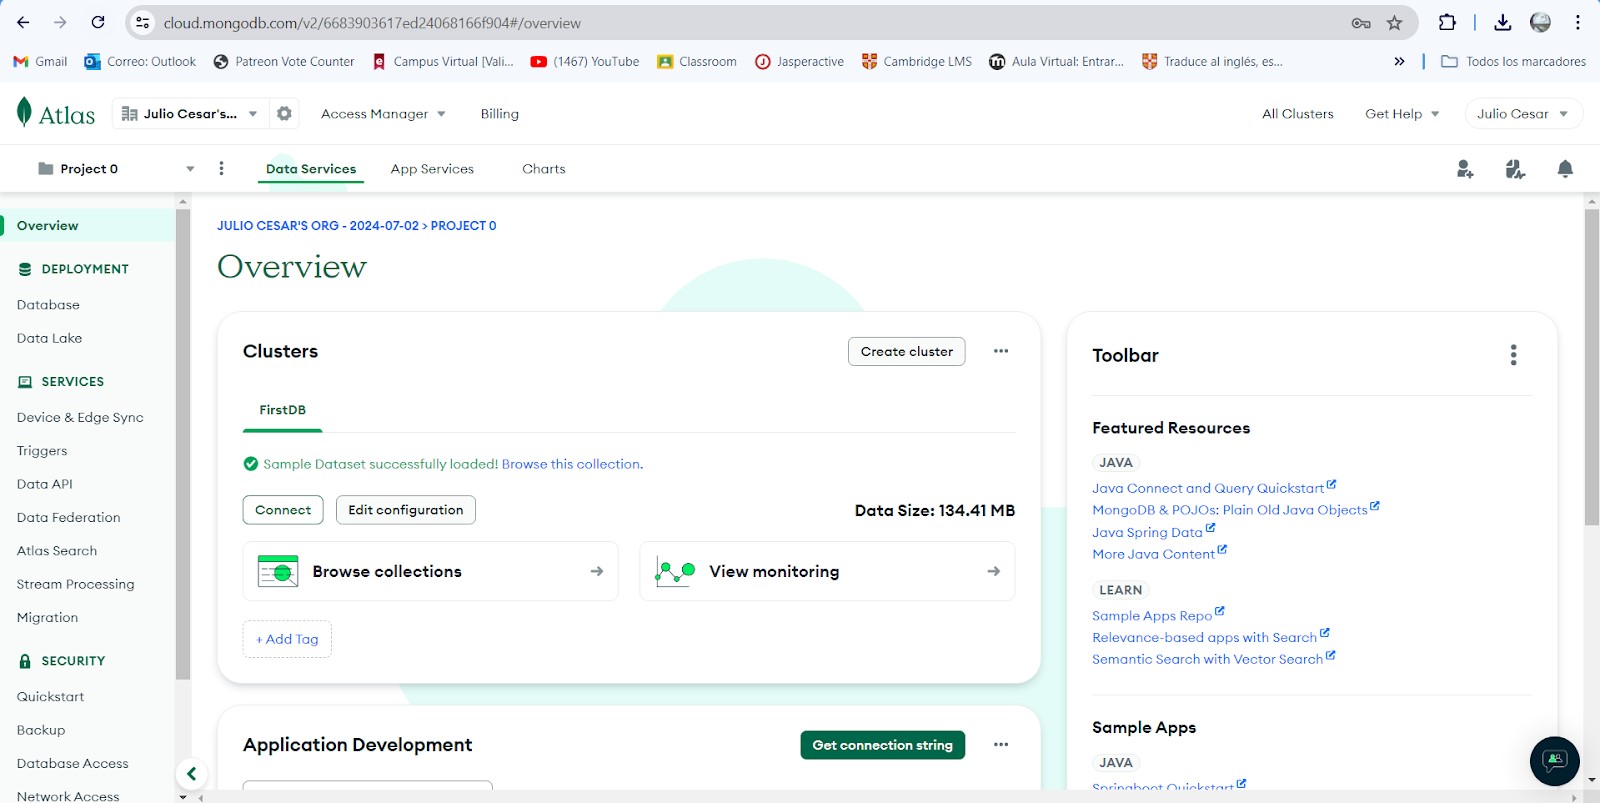 cloud.mongodb.com/v2/6683903617ed24068166f904#/overview
Gmail Correo: Outlook Patreon Vote Counter Campus Virtual [Vali... (1467) YouTube Classroom Jasperactive Cambridge LMS Aula Virtual: Entrar... Traduce al inglés, es... » Todos los marcadores
Atlas Julio Cesar's... Access Manager Billing All Clusters Get Help Julio Cesar
Project 0 Data Services App Services Charts
Overview
DEPLOYMENT
Database
Data Lake
SERVICES
Device & Edge Sync
Triggers
Data API
Data Federation
Atlas Search
Stream Processing
Migration
SECURITY
Quickstart
Backup
Database Access
Network Access
JULIO CESAR'S ORG - 2024-07-02 > PROJECT 0
Overview
Clusters Create cluster
FirstDB
Sample Dataset successfully loaded! Browse this collection.
Connect Edit configuration Data Size: 134.41 MB
Browse collections View monitoring
+ Add Tag
Application Development Get connection string
Toolbar
Featured Resources
JAVA
Java Connect and Query Quickstart
MongoDB & POJOs: Plain Old Java Objects
Java Spring Data
More Java Content
LEARN
Sample Apps Repo
Relevance-based apps with Search
Semantic Search with Vector Search
Sample Apps
JAVA
Springboot Quickstart